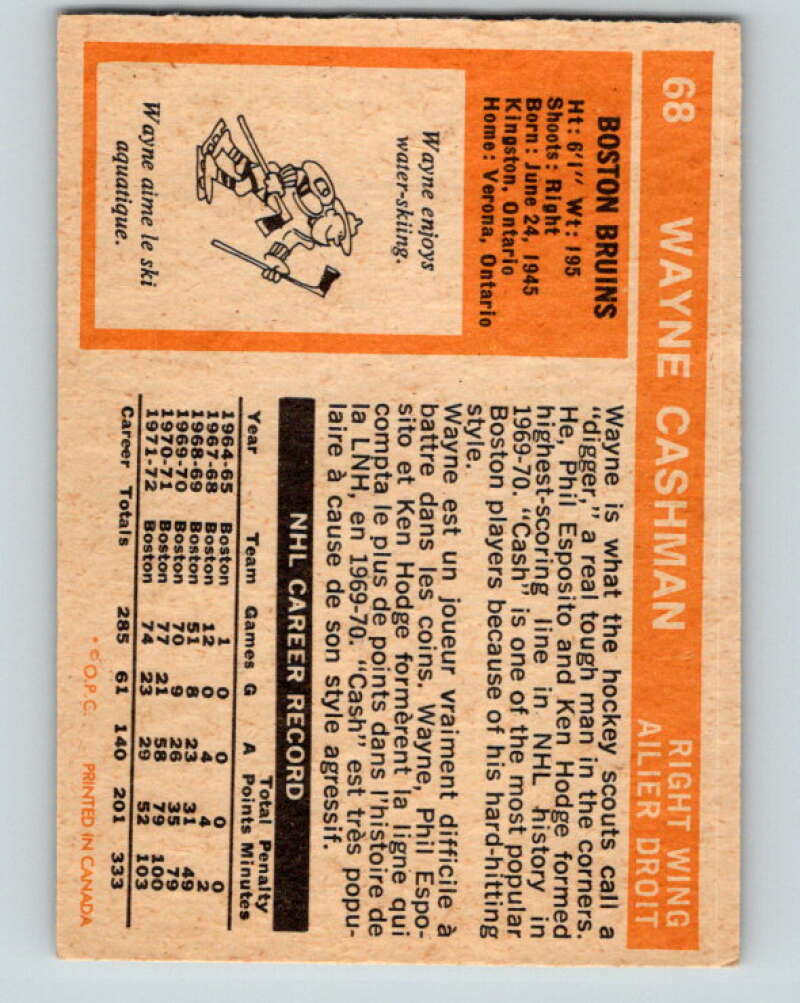 68 WAYNE CASHMAN RIGHT WING
AILIER DROIT
BOSTON BRUINS
Ht: 6'1" Wt: 195
Shoots: Right
Born: June 24, 1945
Kingston, Ontario
Home: Verona, Ontario
Wayne enjoys
water-skiing.
Wayne aime le ski
aquatique.
Wayne is what the hockey scouts call a
"digger," a real tough man in the corners.
He, Phil Esposito and Ken Hodge formed
highest-scoring line in NHL history in
1969-70. "Cash" is one of the most popular
Boston players because of his hard-hitting
style.
Wayne est un joueur vraiment difficile à
battre dans les coins. Wayne, Phil Espo-
sito et Ken Hodge formèrent la ligne qui
compta le plus de points dans l'histoire de
la LNH, en 1969-70. "Cash" est très popu-
laire à cause de son style agressif.
NHL CAREER RECORD
Total Penalty
Year Team Games G A Points Minutes
1964-65 Boston 1 0 0 0 0
1967-68 Boston 12 0 4 4 2
1968-69 Boston 51 8 23 31 49
1969-70 Boston 70 9 26 35 79
1970-71 Boston 77 21 58 79 100
1971-72 Boston 74 23 29 52 103
Career Totals 285 61 140 201 333
* © O.P.C. PRINTED IN CANADA